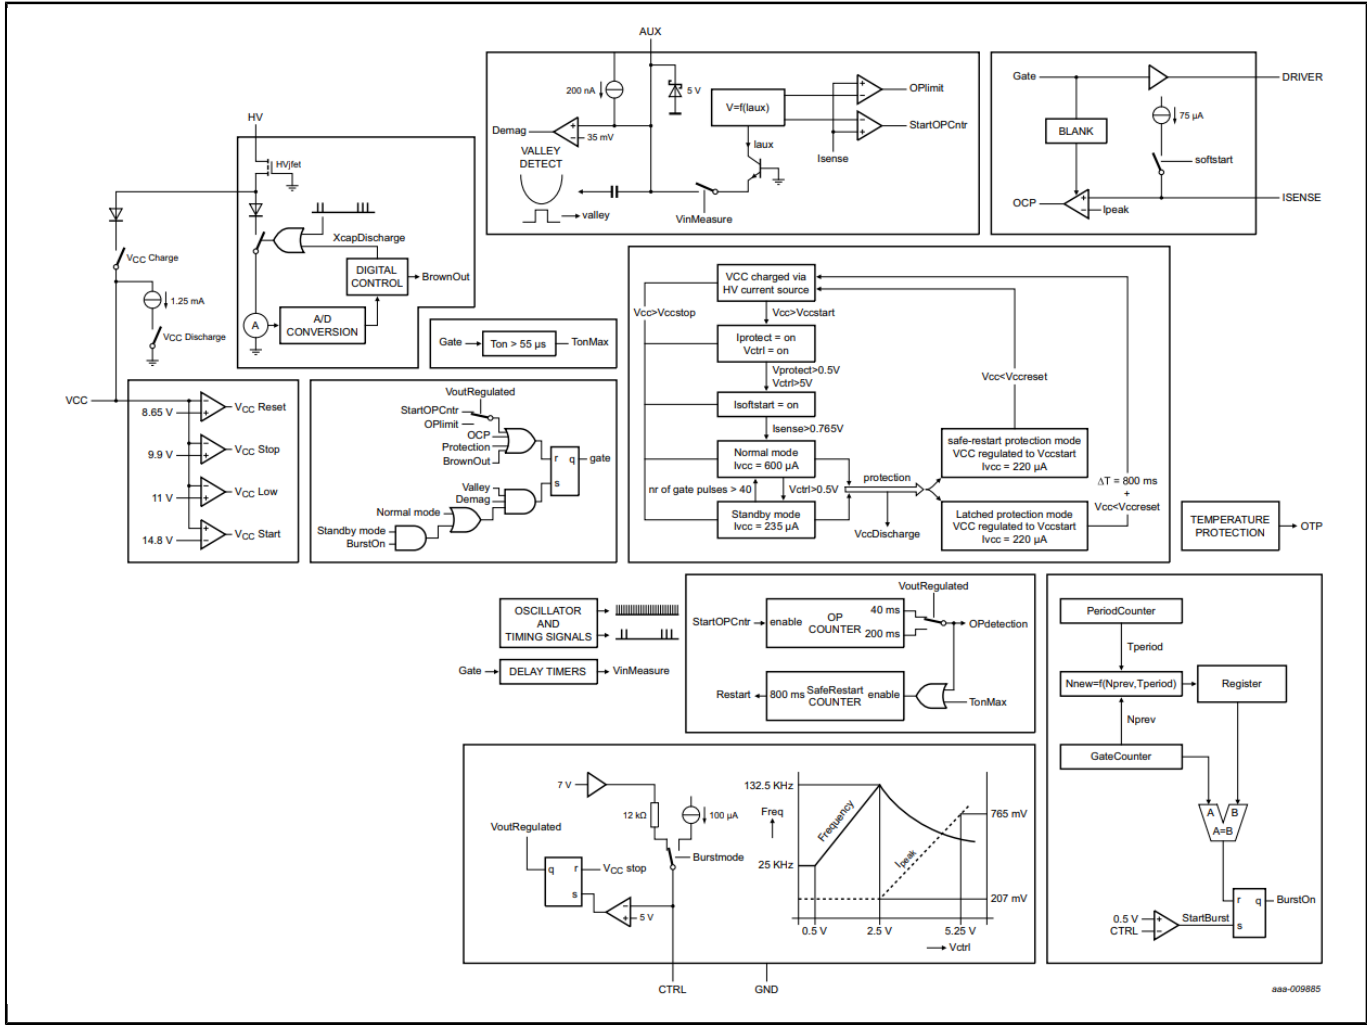 AUX
200 nA
5 V
Demag
35 mV
VALLEY
DETECT
valley
V=f(Iaux)
Iaux
VinMeasure
OPlimit
StartOPCntr
Isense
Gate
DRIVER
BLANK
75 µA
softstart
OCP
Ipeak
ISENSE
HV
HVjfet
XcapDischarge
DIGITAL
CONTROL
BrownOut
A
A/D
CONVERSION
VCC Charge
1.25 mA
VCC Discharge
Gate
Ton > 55 µs
TonMax
VCC
8.65 V
VCC Reset
9.9 V
VCC Stop
11 V
VCC Low
14.8 V
VCC Start
VoutRegulated
StartOPCntr
OPlimit
OCP
Protection
BrownOut
r
q
gate
s
Valley
Demag
Normal mode
Standby mode
BurstOn
VCC charged via
HV current source
Vcc>Vccstop
Vcc>Vccstart
Iprotect = on
Vctrl = on
Vprotect>0.5V
Vctrl>5V
Isoftstart = on
Isense>0.765V
Normal mode
Ivcc = 600 µA
nr of gate pulses > 40
Vctrl>0.5V
Standby mode
Ivcc = 235 µA
protection
VccDischarge
Vcc<Vccreset
safe-restart protection mode
VCC regulated to Vccstart
Ivcc = 220 µA
Latched protection mode
VCC regulated to Vccstart
Ivcc = 220 µA
ΔT = 800 ms
+
Vcc<Vccreset
TEMPERATURE
PROTECTION
OTP
OSCILLATOR
AND
TIMING SIGNALS
Gate
DELAY TIMERS
VinMeasure
VoutRegulated
StartOPCntr
enable
OP
COUNTER
40 ms
200 ms
OPdetection
Restart
800 ms
SafeRestart
COUNTER
enable
TonMax
PeriodCounter
Tperiod
Nnew=f(Nprev,Tperiod)
Register
Nprev
GateCounter
A
B
A=B
0.5 V
CTRL
StartBurst
r
q
s
BurstOn
7 V
12 kΩ
100 µA
VoutRegulated
q
r
s
VCC stop
Burstmode
5 V
132.5 KHz
Freq
25 KHz
Frequency
Ipeak
765 mV
207 mV
0.5 V
2.5 V
5.25 V
Vctrl
CTRL
GND
aaa-009885